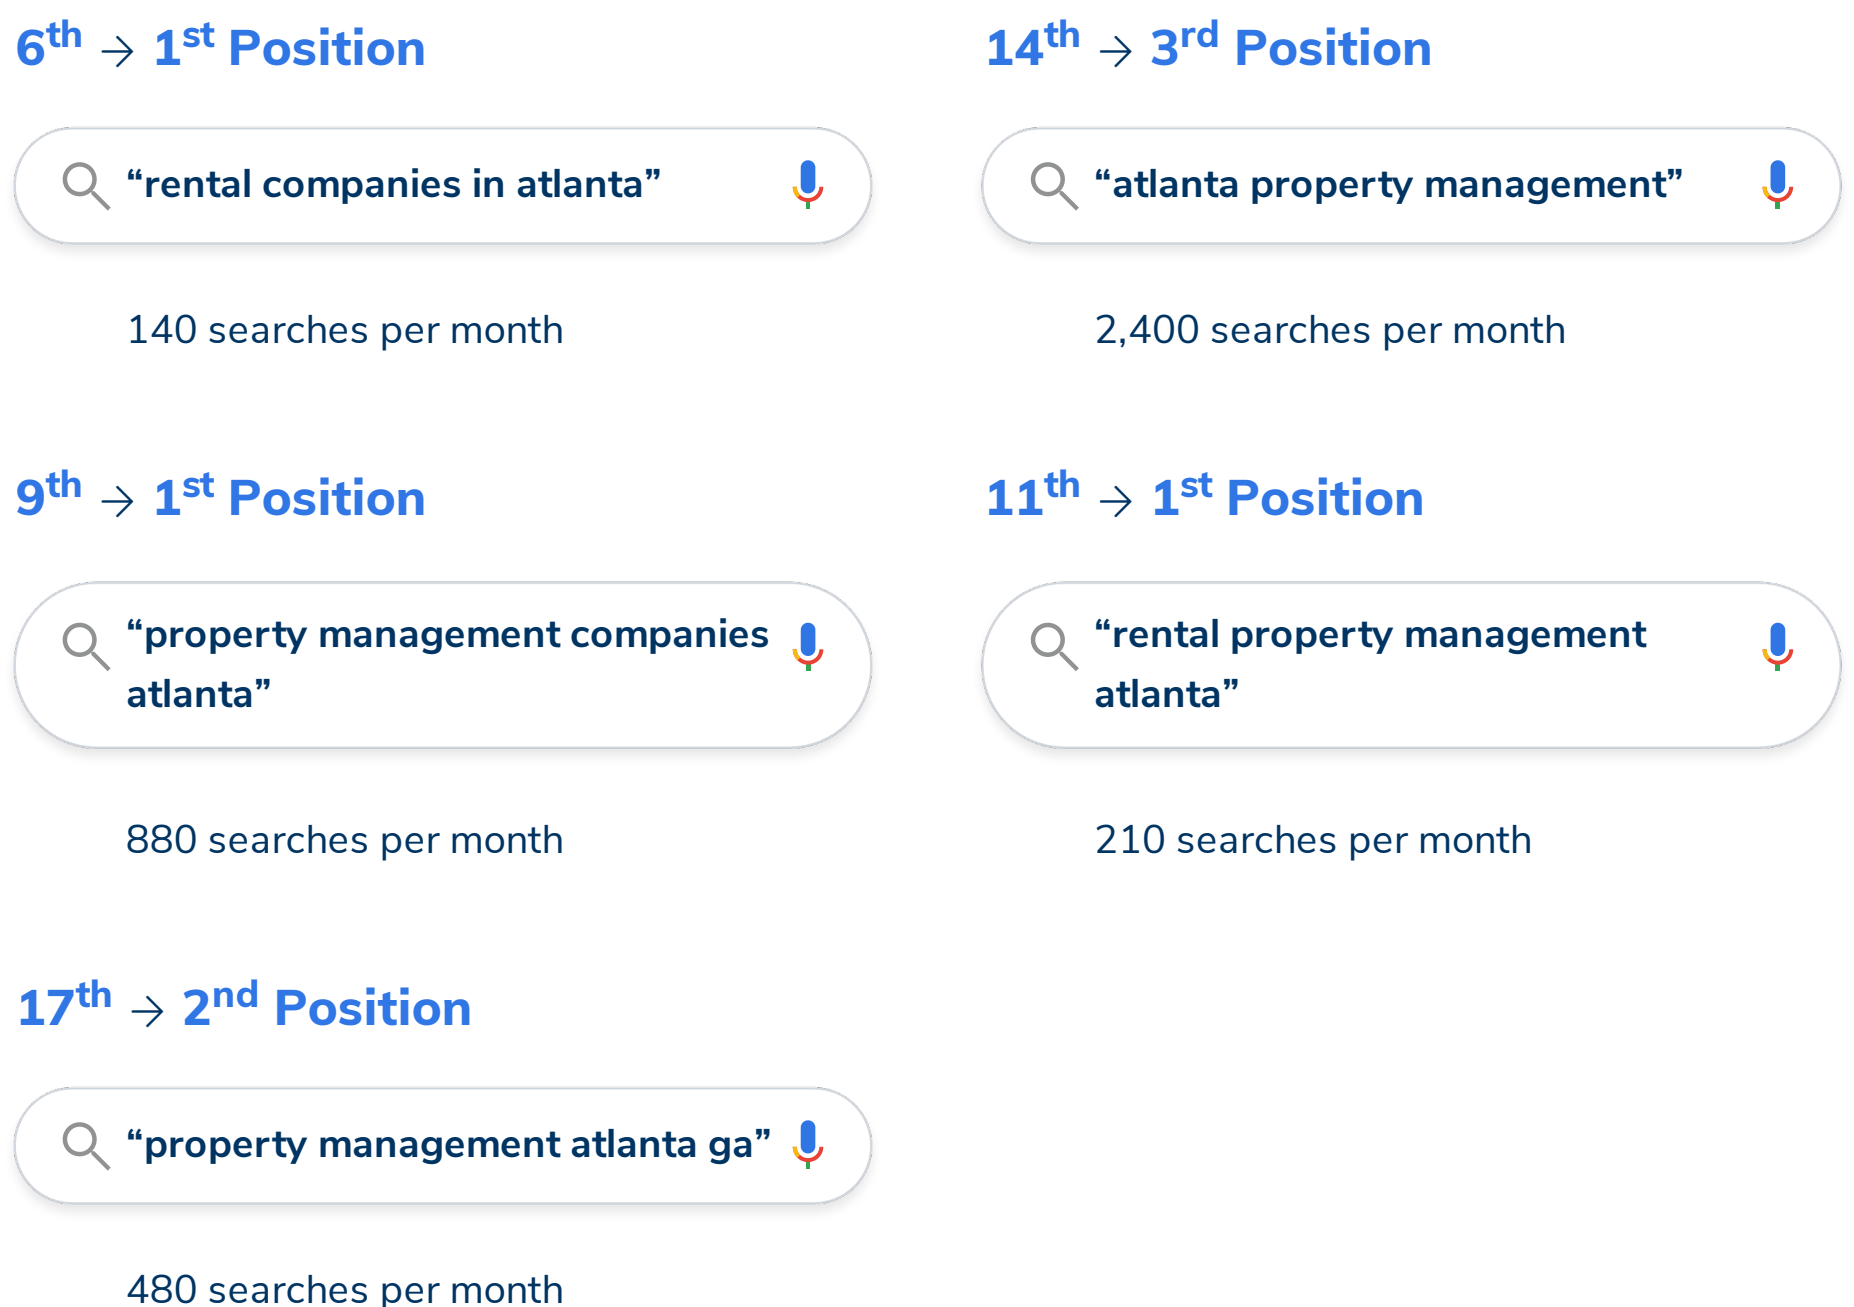 6th → 1st Position
“rental companies in atlanta”
140 searches per month
14th → 3rd Position
“atlanta property management”
2,400 searches per month
9th → 1st Position
“property management companies
atlanta”
880 searches per month
11th → 1st Position
“rental property management
atlanta”
210 searches per month
17th → 2nd Position
“property management atlanta ga”
480 searches per month